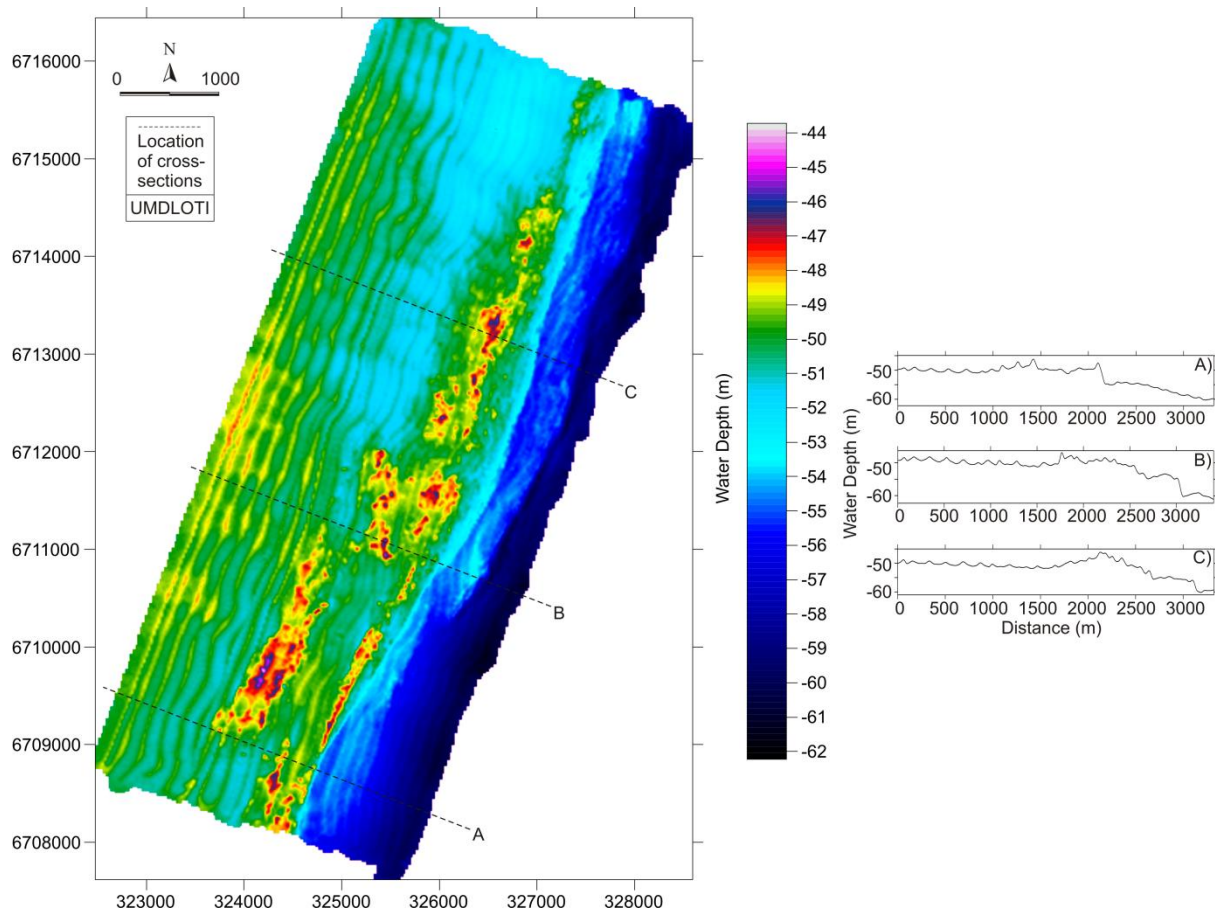 6716000
6715000
6714000
6713000
6712000
6711000
6710000
6709000
6708000
323000 324000 325000 326000 327000 328000
N
0 1000
Location
of cross-
sections
UMDLOTI
C
B
A
Water Depth (m)
-44
-45
-46
-47
-48
-49
-50
-51
-52
-53
-54
-55
-56
-57
-58
-59
-60
-61
-62
Water Depth (m)
A)
-50
-60
0 500 1000 1500 2000 2500 3000
B)
-50
-60
0 500 1000 1500 2000 2500 3000
C)
-50
-60
0 500 1000 1500 2000 2500 3000
Distance (m)